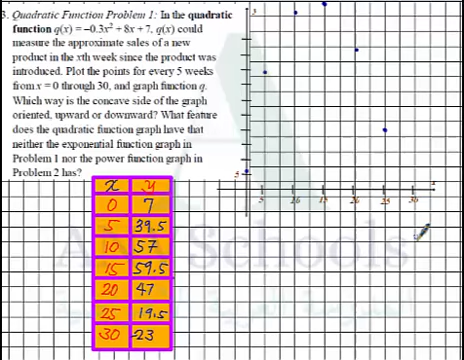 3. Quadratic Function Problem 1: In the quadratic
function q(x) = −0.3x² + 8x + 7, q(x) could
measure the approximate sales of a new
product in the xth week since the product was
introduced. Plot the points for every 5 weeks
from x = 0 through 30, and graph function q.
Which way is the concave side of the graph
oriented, upward or downward? What feature
does the quadratic function graph have that
neither the exponential function graph in
Problem 1 nor the power function graph in
Problem 2 has?
x y
0 7
5 39.5
10 57
15 59.5
20 47
25 19.5
30 -23
5
5 10 15 20 25 30
Schools